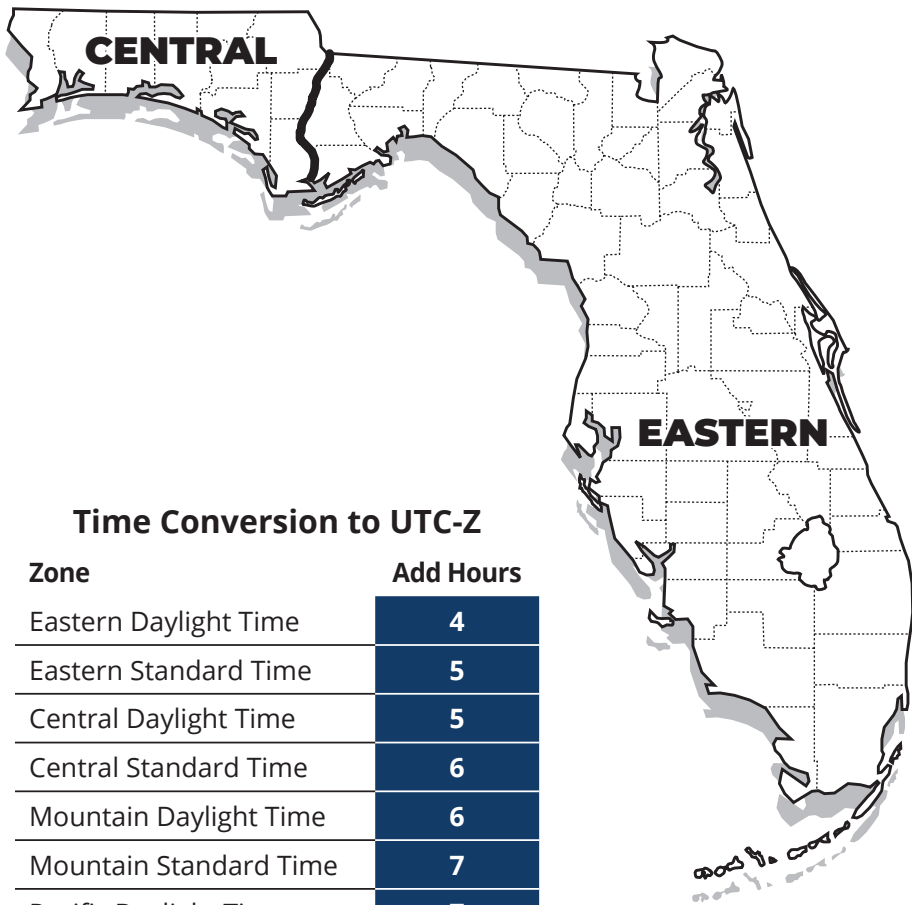 CENTRAL
EASTERN
Time Conversion to UTC-Z
Zone Add Hours
Eastern Daylight Time 4
Eastern Standard Time 5
Central Daylight Time 5
Central Standard Time 6
Mountain Daylight Time 6
Mountain Standard Time 7